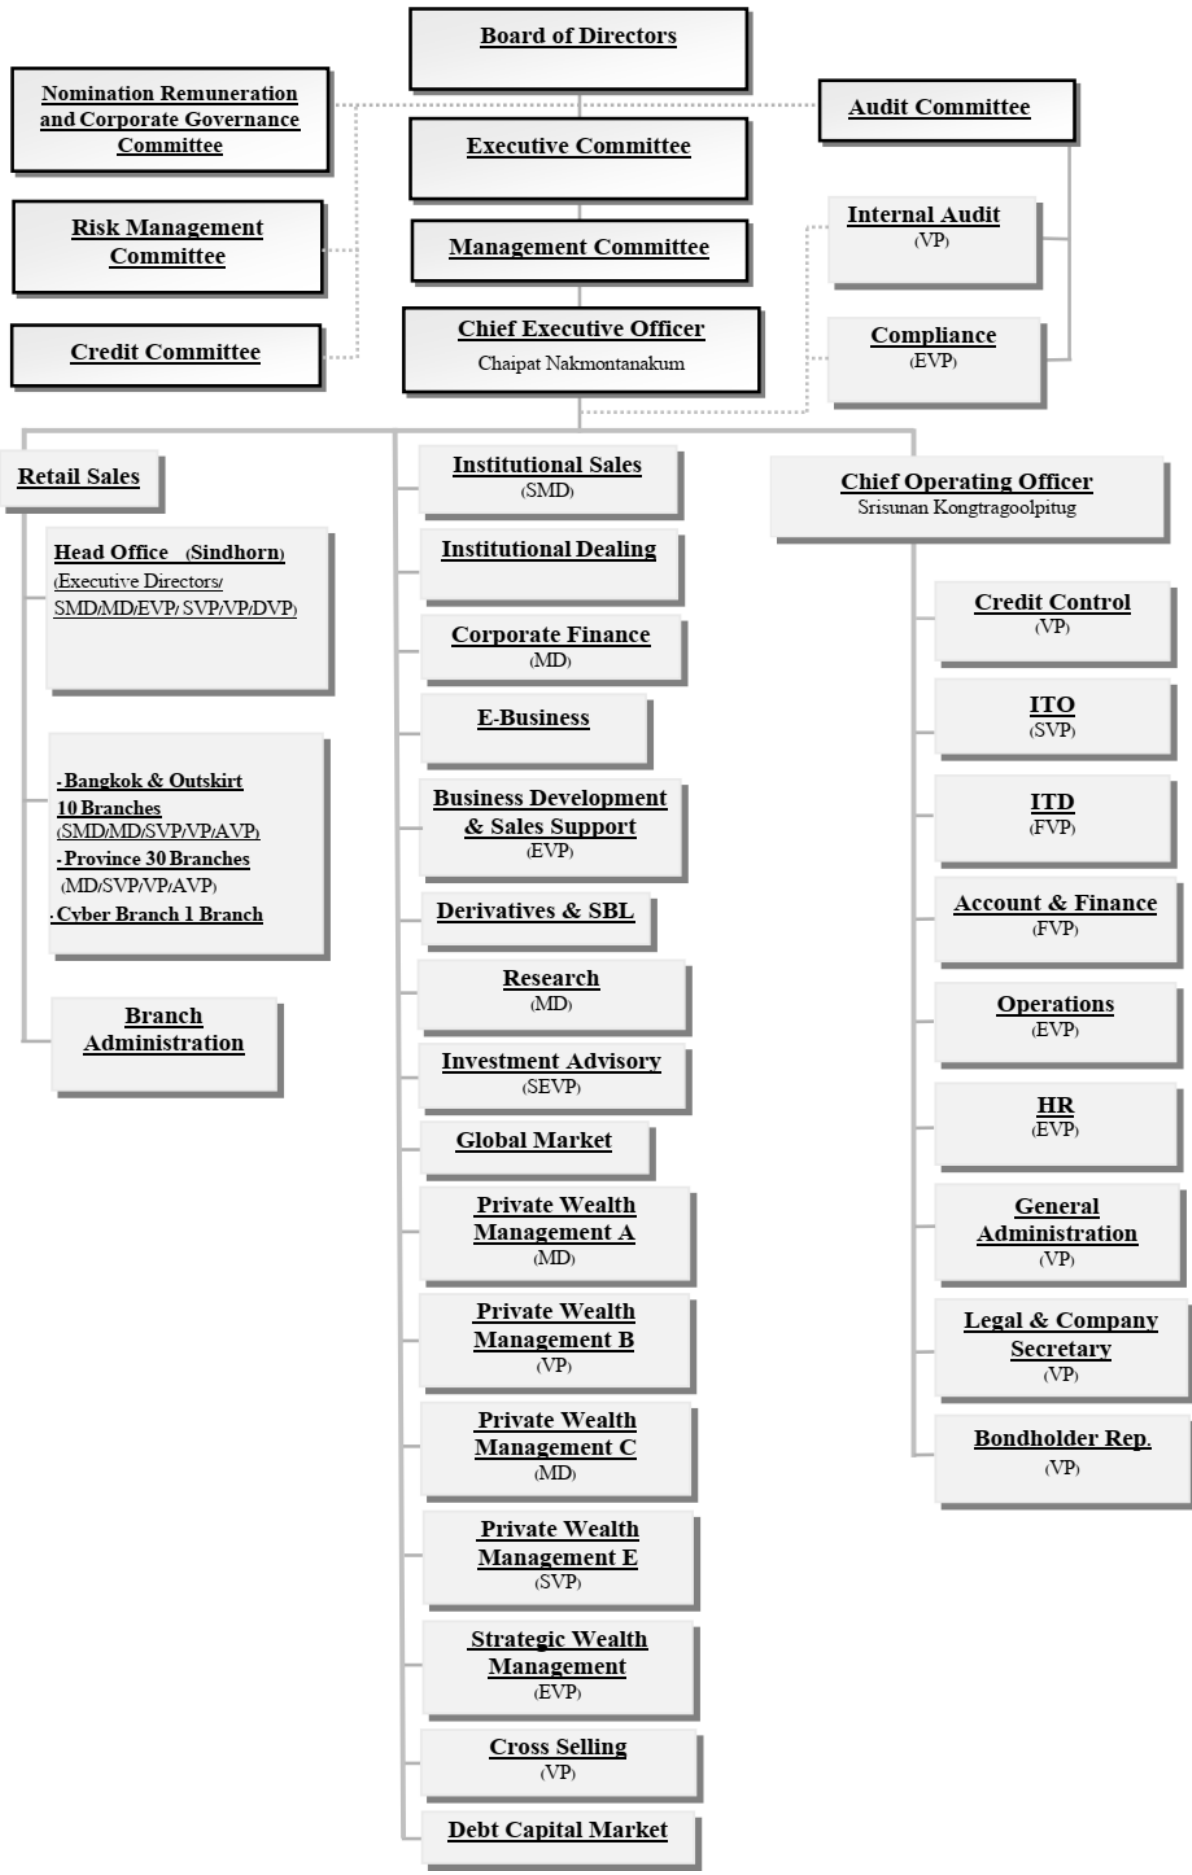 Board of Directors
Nomination Remuneration
and Corporate Governance
Committee
Audit Committee
Executive Committee
Risk Management
Committee
Internal Audit
(VP)
Management Committee
Credit Committee
Chief Executive Officer
Chaipat Nakmontanakum
Compliance
(EVP)
Retail Sales
Head Office (Sindhorn)
(Executive Directors/
SMD/MD/EVP/ SVP/VP/DVP)
- Bangkok & Outskirt
10 Branches
(SMD/MD/SVP/VP/AVP)
- Province 30 Branches
(MD/SVP/VP/AVP)
- Cyber Branch 1 Branch
Branch
Administration
Institutional Sales
(SMD)
Institutional Dealing
Corporate Finance
(MD)
E-Business
Business Development
& Sales Support
(EVP)
Derivatives & SBL
Research
(MD)
Investment Advisory
(SEVP)
Global Market
Private Wealth
Management A
(MD)
Private Wealth
Management B
(VP)
Private Wealth
Management C
(MD)
Private Wealth
Management E
(SVP)
Strategic Wealth
Management
(EVP)
Cross Selling
(VP)
Debt Capital Market
Chief Operating Officer
Srisunan Kongtragoolpitug
Credit Control
(VP)
ITO
(SVP)
ITD
(FVP)
Account & Finance
(FVP)
Operations
(EVP)
HR
(EVP)
General
Administration
(VP)
Legal & Company
Secretary
(VP)
Bondholder Rep.
(VP)